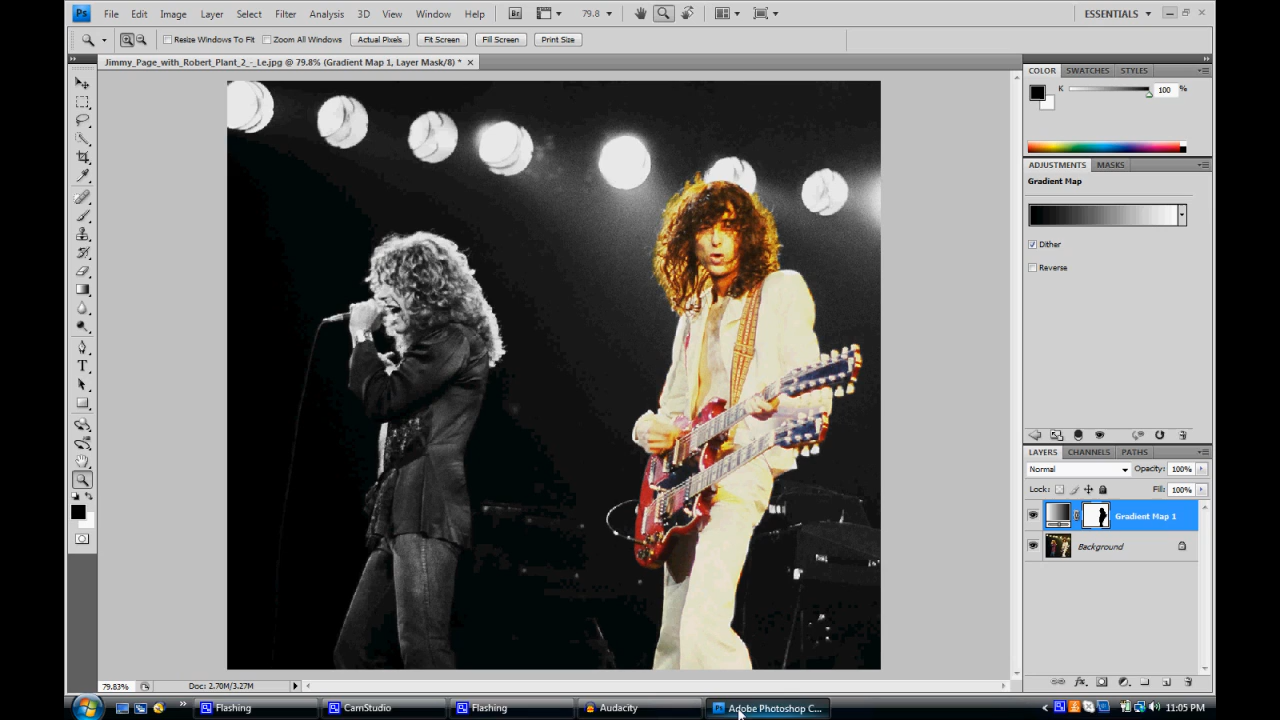 Ps File Edit Image Layer Select Filter Analysis 3D View Window Help Br 79.8 ESSENTIALS
Resize Windows To Fit Zoom All Windows Actual Pixels Fit Screen Fill Screen Print Size
Jimmy_Page_with_Robert_Plant_2_-_Le.jpg @ 79.8% (Gradient Map 1, Layer Mask/8) *
COLOR SWATCHES STYLES
K 100 %
ADJUSTMENTS MASKS
Gradient Map
Dither
Reverse
T
LAYERS CHANNELS PATHS
Normal Opacity: 100%
Lock: Fill: 100%
Gradient Map 1
Background
79.83% Doc: 2.70M/3.27M
Flashing CamStudio Flashing Audacity Ps Adobe Photoshop C... 11:05 PM